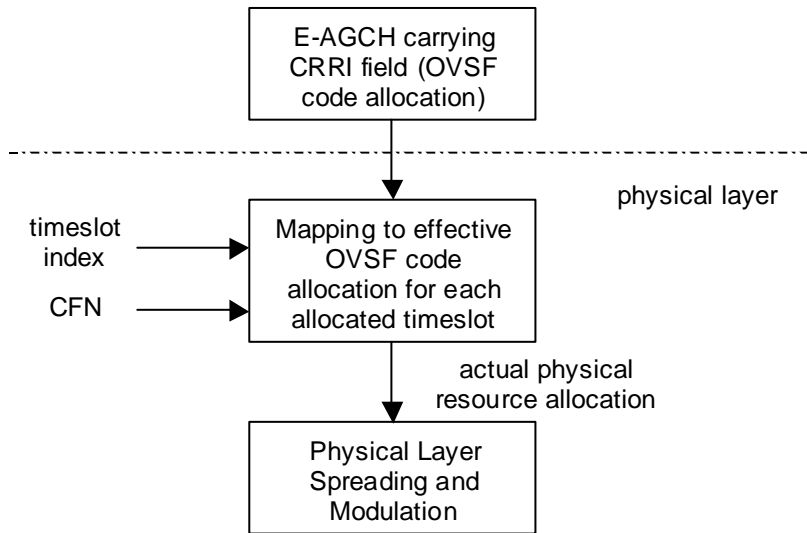 E-AGCH carrying
CRRI field (OVSF
code allocation)
physical layer
timeslot
index
CFN
Mapping to effective
OVSF code
allocation for each
allocated timeslot
actual physical
resource allocation
Physical Layer
Spreading and
Modulation